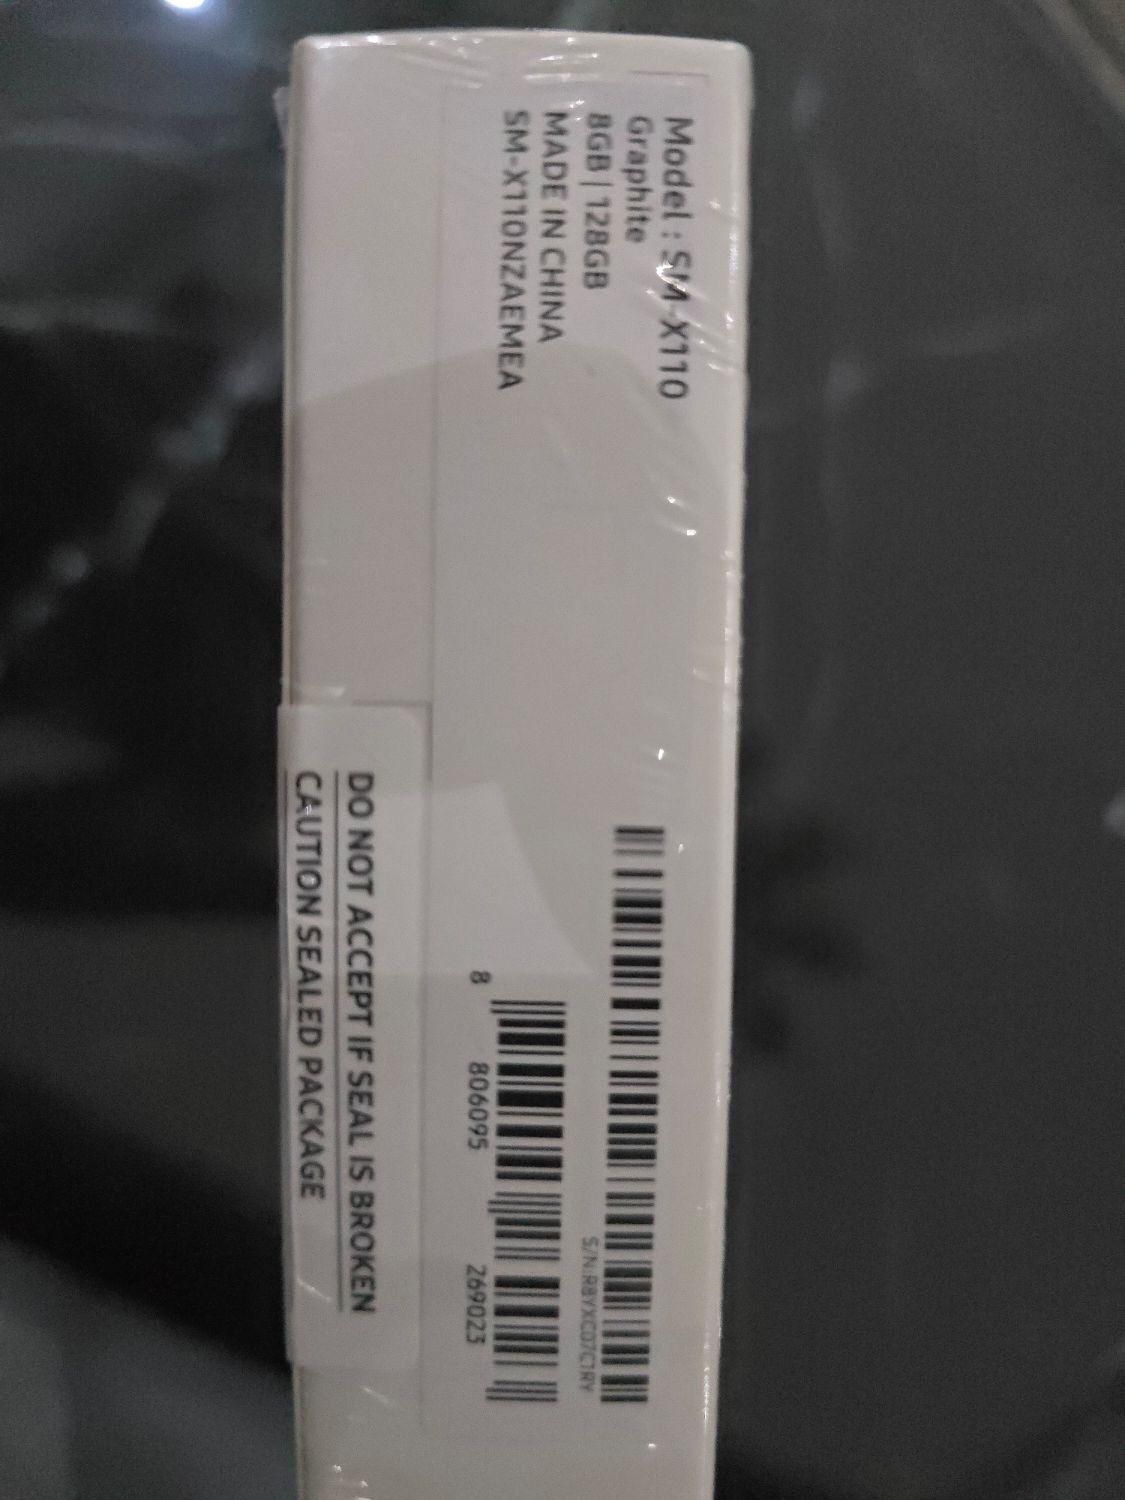 Model : SM-X110
Graphite
8GB | 128GB
MADE IN CHINA
SM-X110NZAEMEA
S/N:R8YXC07C1RY
8 806095 269023
DO NOT ACCEPT IF SEAL IS BROKEN
CAUTION SEALED PACKAGE